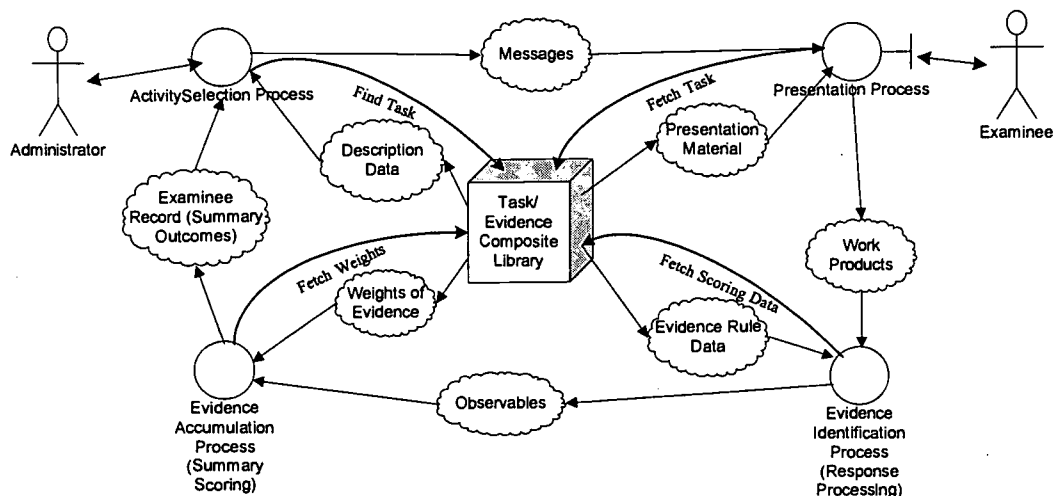 Messages
ActivitySelection Process
Presentation Process
Administrator
Examinee
Find Task
Fetch Task
Description
Data
Presentation
Material
Examinee
Record (Summary
Outcomes)
Task/
Evidence
Composite
Library
Work
Products
Fetch Weights
Fetch Scoring Data
Weights of
Evidence
Evidence Rule
Data
Observables
Evidence
Accumulation
Process
(Summary
Scoring)
Evidence
Identification
Process
(Response
Processing)